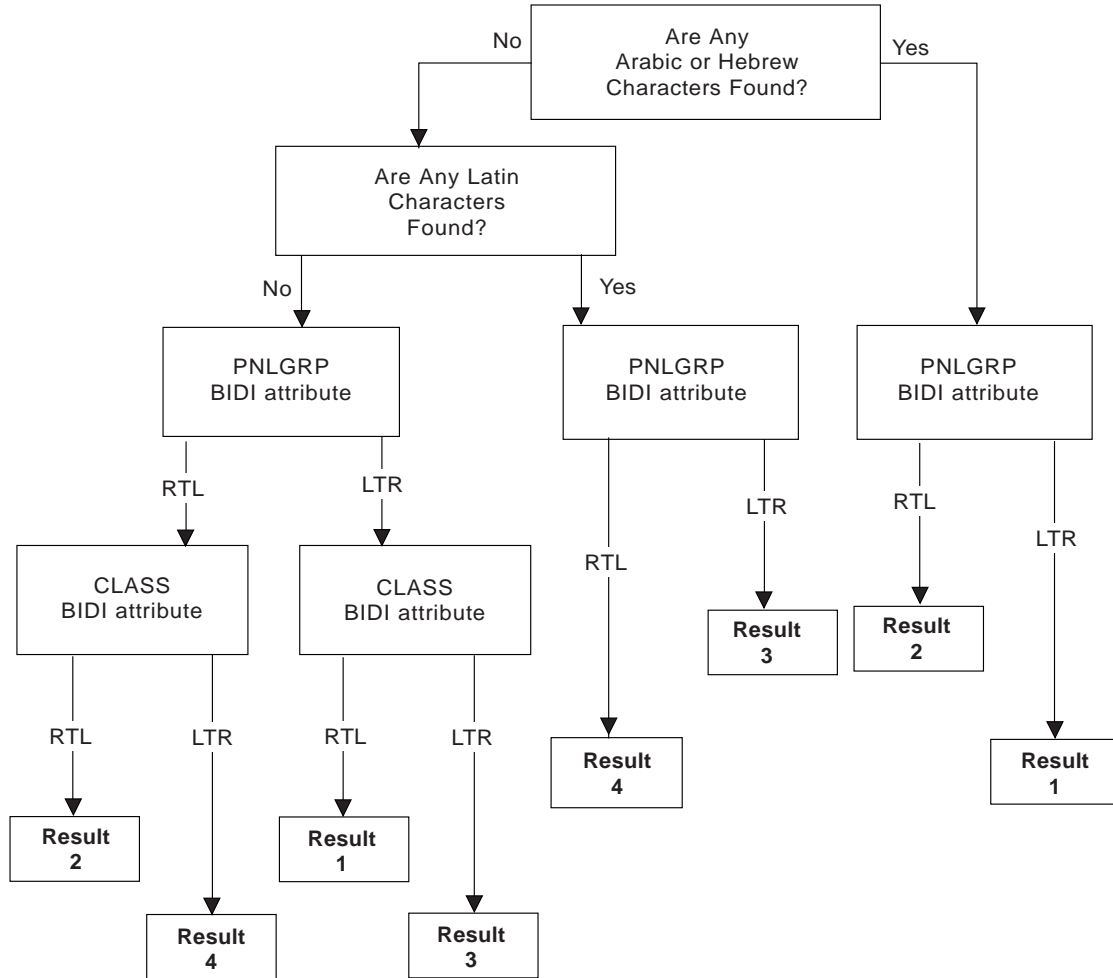 No
Are Any
Arabic or Hebrew
Characters Found?
Yes
Are Any Latin
Characters
Found?
No
Yes
PNLGRP
BIDI attribute
PNLGRP
BIDI attribute
PNLGRP
BIDI attribute
RTL
LTR
RTL
LTR
RTL
LTR
CLASS
BIDI attribute
CLASS
BIDI attribute
Result
3
Result
2
RTL
LTR
RTL
LTR
Result
4
Result
1
Result
2
Result
1
Result
4
Result
3